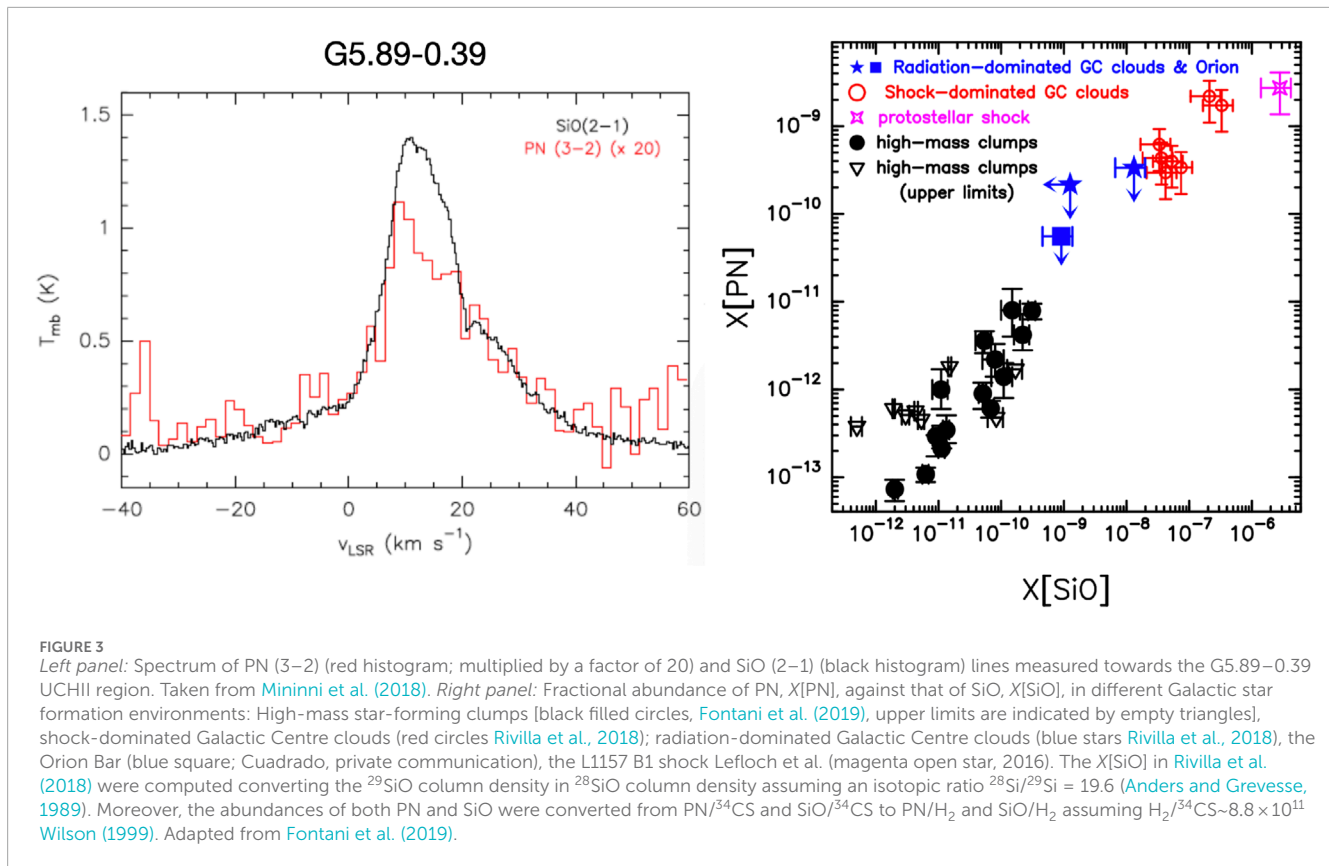 G5.89-0.39
SiO(2−1)
PN (3−2) (x 20)
1.5
1
0.5
0
T_mb (K)
−40
−20
0
20
40
60
v_LSR (km s⁻¹)
★ ■ Radiation−dominated GC clouds & Orion
Shock−dominated GC clouds
protostellar shock
high−mass clumps
high−mass clumps
(upper limits)
10⁻⁹
10⁻¹⁰
10⁻¹¹
10⁻¹²
10⁻¹³
X[PN]
10⁻¹²
10⁻¹¹
10⁻¹⁰
10⁻⁹
10⁻⁸
10⁻⁷
10⁻⁶
X[SiO]
FIGURE 3
Left panel: Spectrum of PN (3–2) (red histogram; multiplied by a factor of 20) and SiO (2–1) (black histogram) lines measured towards the G5.89–0.39
UCHII region. Taken from Mininni et al. (2018). Right panel: Fractional abundance of PN, X[PN], against that of SiO, X[SiO], in different Galactic star
formation environments: High-mass star-forming clumps [black filled circles, Fontani et al. (2019), upper limits are indicated by empty triangles],
shock-dominated Galactic Centre clouds (red circles Rivilla et al., 2018); radiation-dominated Galactic Centre clouds (blue stars Rivilla et al., 2018), the
Orion Bar (blue square; Cuadrado, private communication), the L1157 B1 shock Lefloch et al. (magenta open star, 2016). The X[SiO] in Rivilla et al.
(2018) were computed converting the ²⁹SiO column density in ²⁸SiO column density assuming an isotopic ratio ²⁸Si/²⁹Si = 19.6 (Anders and Grevesse,
1989). Moreover, the abundances of both PN and SiO were converted from PN/³⁴CS and SiO/³⁴CS to PN/H₂ and SiO/H₂ assuming H₂/³⁴CS~8.8 × 10¹¹
Wilson (1999). Adapted from Fontani et al. (2019).